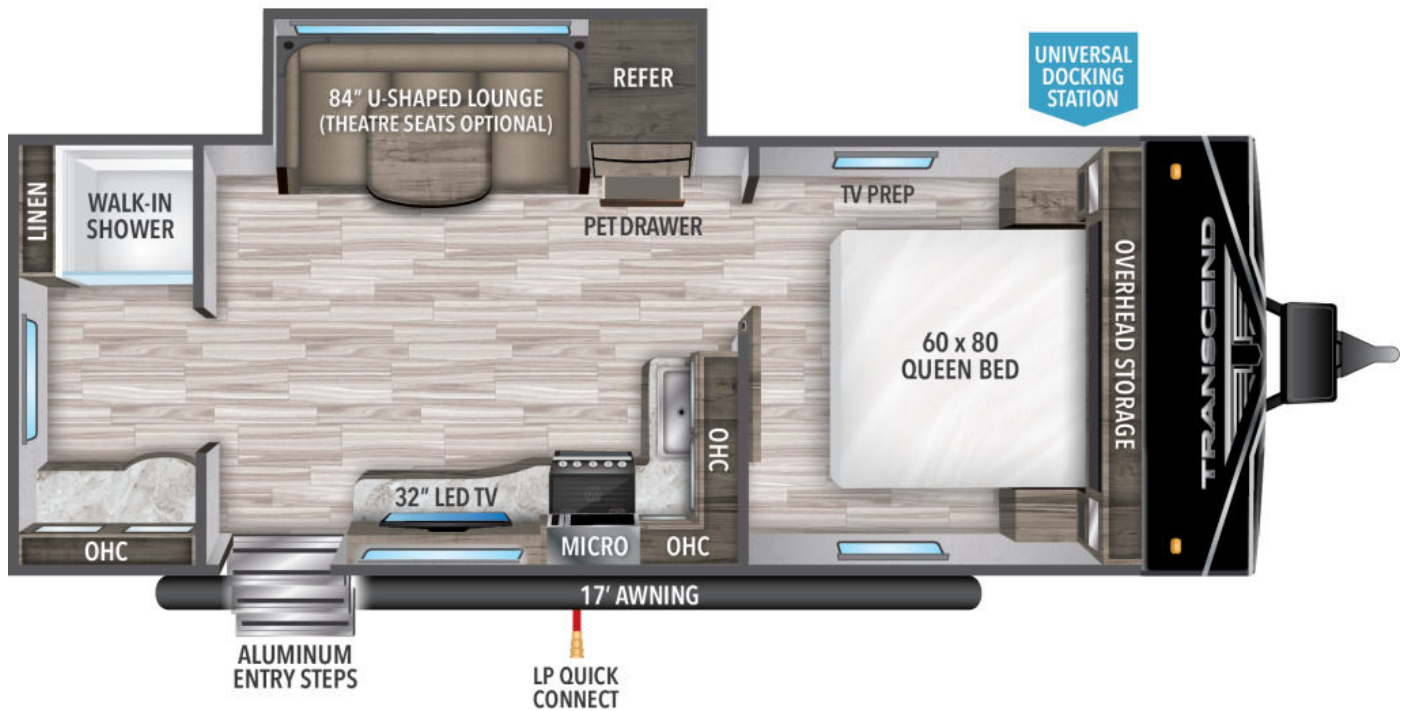 UNIVERSAL
DOCKING
STATION
REFER
84" U-SHAPED LOUNGE
(THEATRE SEATS OPTIONAL)
LINEN
WALK-IN
SHOWER
PET DRAWER
TV PREP
OVERHEAD STORAGE
TRANSCEND
60 x 80
QUEEN BED
OHC
32" LED TV
OHC
MICRO
OHC
17' AWNING
ALUMINUM
ENTRY STEPS
LP QUICK
CONNECT